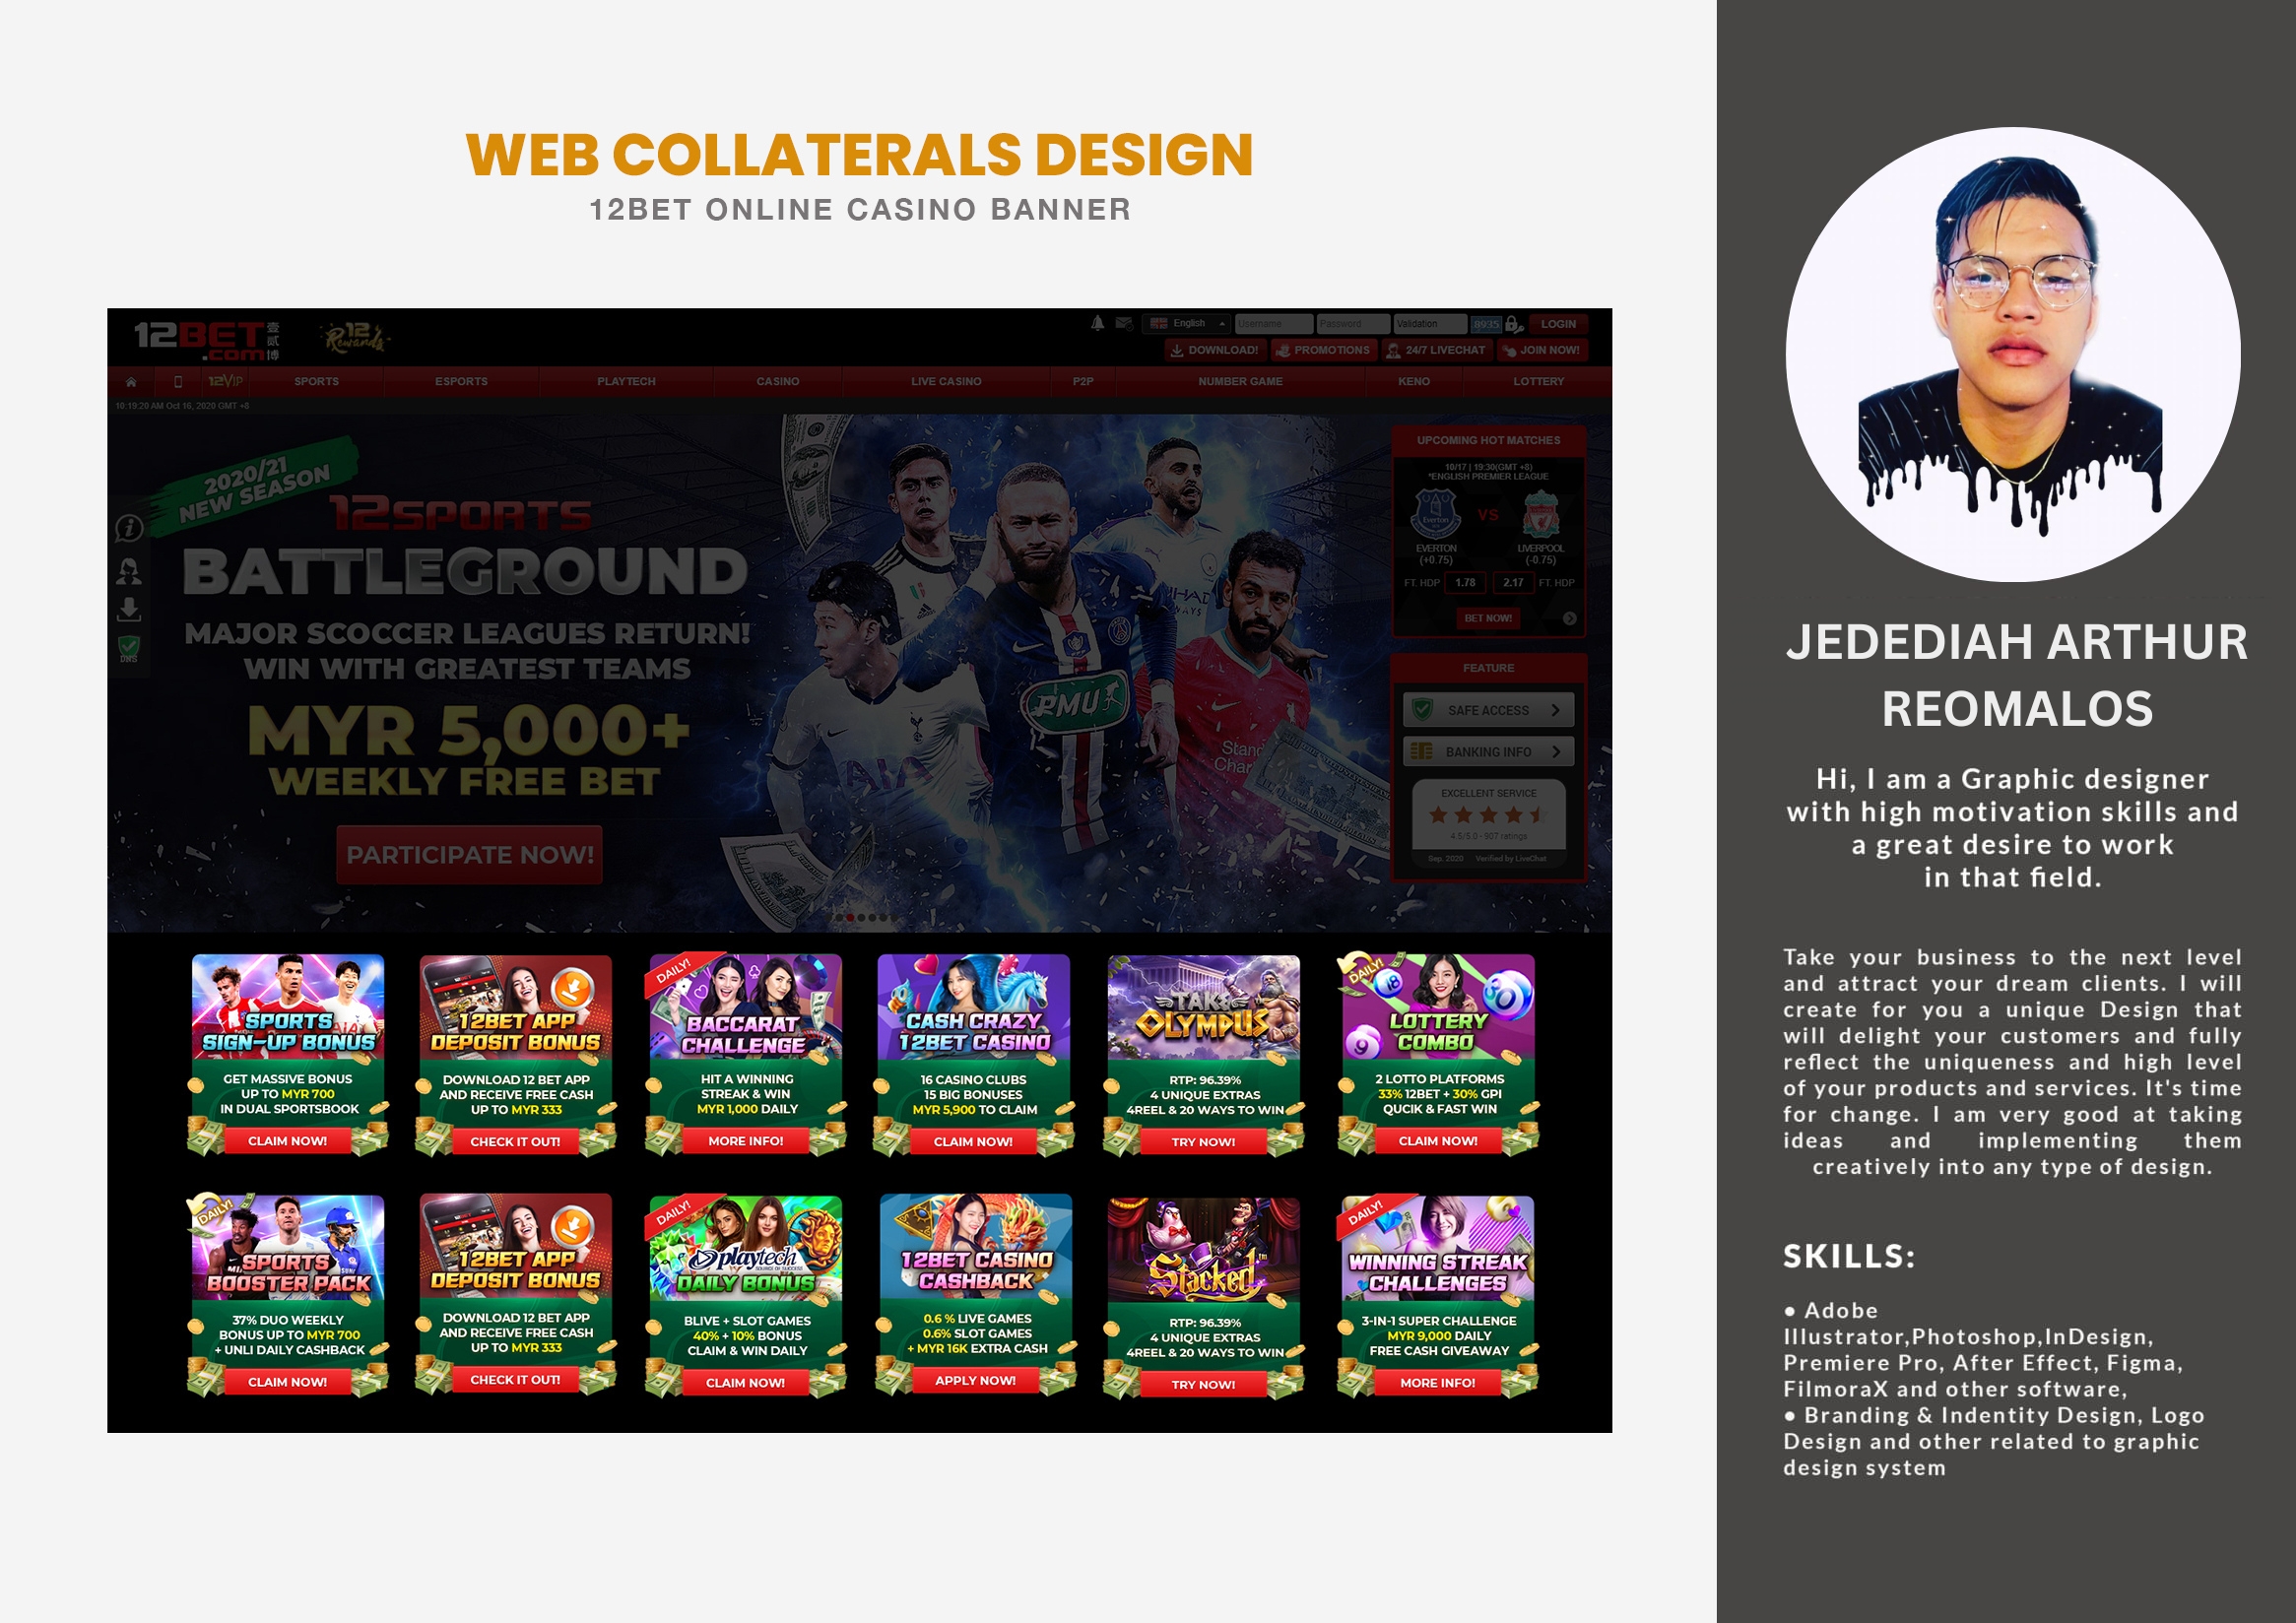 WEB COLLATERALS DESIGN
12BET ONLINE CASINO BANNER
12BET 壹贰博
.com
12 Rewards
English
Username
Password
Validation
8935
LOGIN
DOWNLOAD!
PROMOTIONS
24/7 LIVECHAT
JOIN NOW!
12VIP
SPORTS
ESPORTS
PLAYTECH
CASINO
LIVE CASINO
P2P
NUMBER GAME
KENO
LOTTERY
10:19:20 AM Oct 16, 2020 GMT +8
2020/21
NEW SEASON
12SPORTS
BATTLEGROUND
MAJOR SCOCCER LEAGUES RETURN!
WIN WITH GREATEST TEAMS
MYR 5,000+
WEEKLY FREE BET
PARTICIPATE NOW!
DNS
AIA
PMU
Stand
Char
UPCOMING HOT MATCHES
10/17 | 19:30(GMT +8)
*ENGLISH PREMIER LEAGUE
Everton
VS
EVERTON
(+0.75)
LIVERPOOL
(-0.75)
FT. HDP
1.78
2.17
FT. HDP
BET NOW!
FEATURE
SAFE ACCESS
BANKING INFO
EXCELLENT SERVICE
4.5/5.0 - 907 ratings
Sep, 2020
Verified by LiveChat
SPORTS
SIGN-UP BONUS
GET MASSIVE BONUS
UP TO MYR 700
IN DUAL SPORTSBOOK
CLAIM NOW!
12BET APP
DEPOSIT BONUS
DOWNLOAD 12 BET APP
AND RECEIVE FREE CASH
UP TO MYR 333
CHECK IT OUT!
DAILY!
BACCARAT
CHALLENGE
HIT A WINNING
STREAK & WIN
MYR 1,000 DAILY
MORE INFO!
CASH CRAZY
12BET CASINO
16 CASINO CLUBS
15 BIG BONUSES
MYR 5,900 TO CLAIM
CLAIM NOW!
TAKE
OLYMPUS
RTP: 96.39%
4 UNIQUE EXTRAS
4REEL & 20 WAYS TO WIN
TRY NOW!
DAILY!
18
9
LOTTERY
COMBO
2 LOTTO PLATFORMS
33% 12BET + 30% GPI
QUCIK & FAST WIN
CLAIM NOW!
DAILY!
SPORTS
BOOSTER PACK
37% DUO WEEKLY
BONUS UP TO MYR 700
+ UNLI DAILY CASHBACK
CLAIM NOW!
12BET APP
DEPOSIT BONUS
DOWNLOAD 12 BET APP
AND RECEIVE FREE CASH
UP TO MYR 333
CHECK IT OUT!
DAILY!
playtech
SOURCE OF SUCCESS
DAILY BONUS
BLIVE + SLOT GAMES
40% + 10% BONUS
CLAIM & WIN DAILY
CLAIM NOW!
12BET CASINO
CASHBACK
0.6 % LIVE GAMES
0.6% SLOT GAMES
+ MYR 16K EXTRA CASH
APPLY NOW!
Stacked
RTP: 96.39%
4 UNIQUE EXTRAS
4REEL & 20 WAYS TO WIN
TRY NOW!
DAILY!
WINNING STREAK
CHALLENGES
3-IN-1 SUPER CHALLENGE
MYR 9,000 DAILY
FREE CASH GIVEAWAY
MORE INFO!
JEDEDIAH ARTHUR
REOMALOS
Hi, I am a Graphic designer
with high motivation skills and
a great desire to work
in that field.
Take your business to the next level
and attract your dream clients. I will
create for you a unique Design that
will delight your customers and fully
reflect the uniqueness and high level
of your products and services. It's time
for change. I am very good at taking
ideas and implementing them
creatively into any type of design.
SKILLS:
● Adobe
Illustrator,Photoshop,InDesign,
Premiere Pro, After Effect, Figma,
FilmoraX and other software,
● Branding & Indentity Design, Logo
Design and other related to graphic
design system